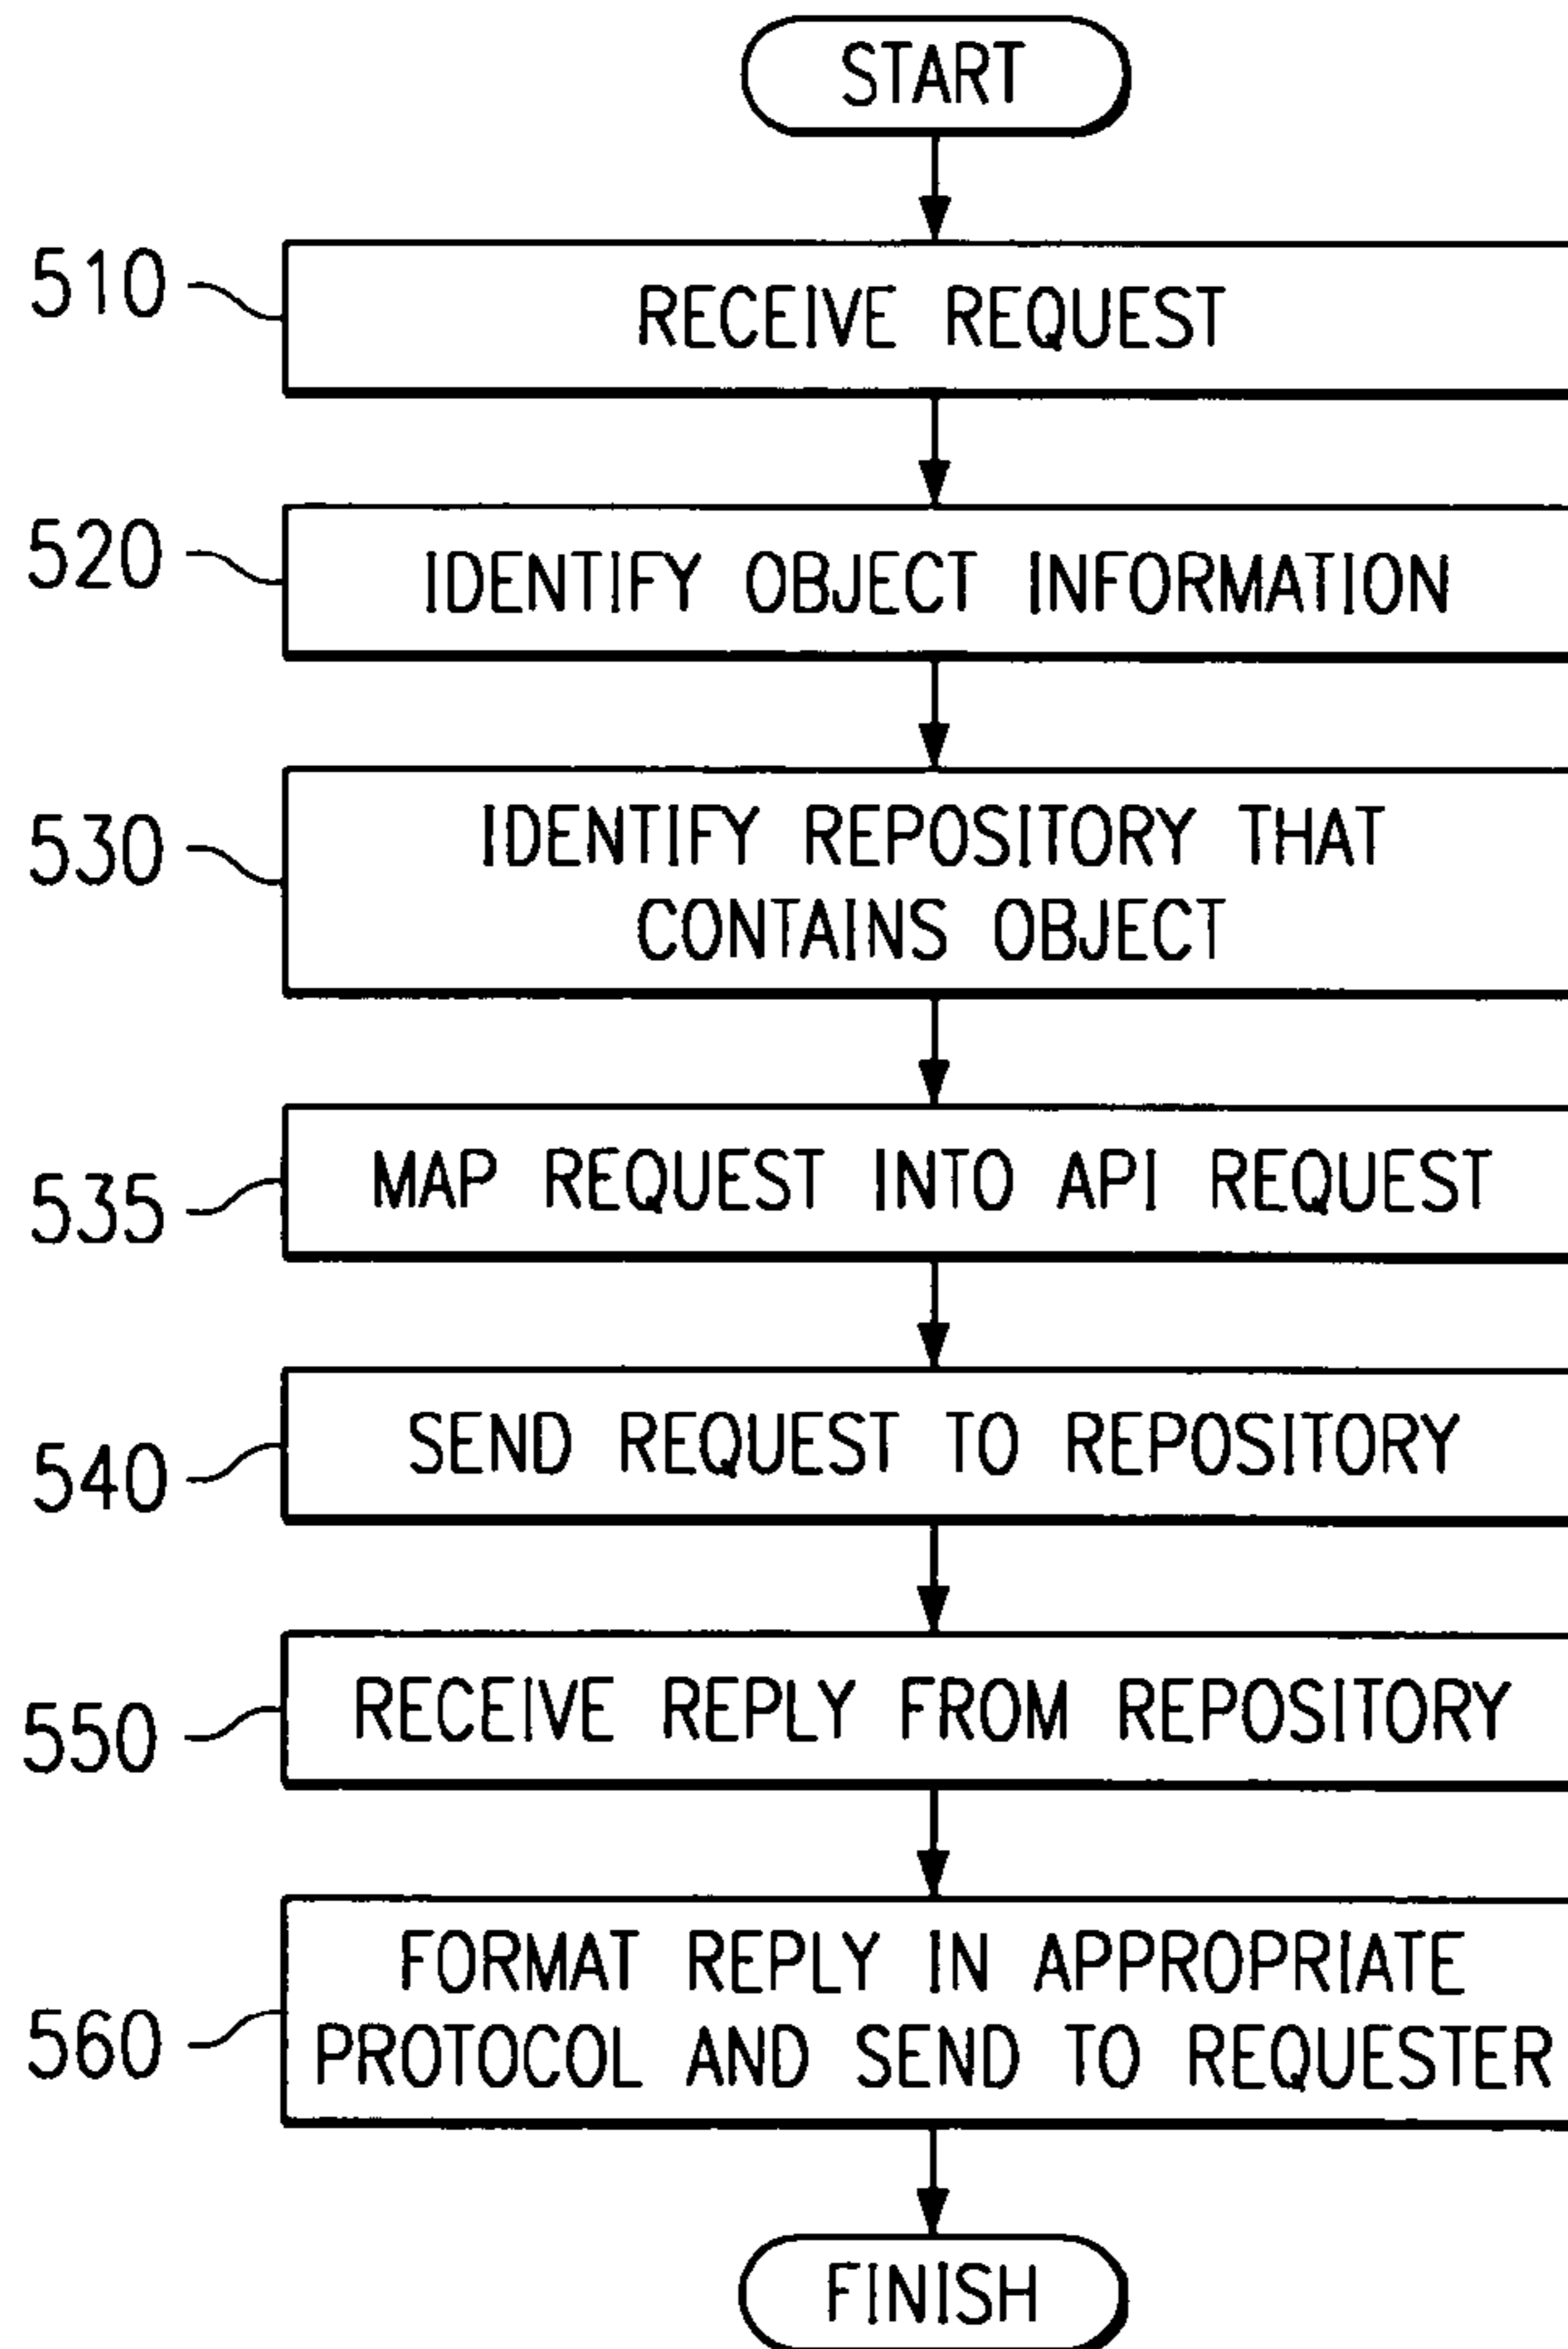 START
510
RECEIVE REQUEST
520
IDENTIFY OBJECT INFORMATION
530
IDENTIFY REPOSITORY THAT
CONTAINS OBJECT
535
MAP REQUEST INTO API REQUEST
540
SEND REQUEST TO REPOSITORY
550
RECEIVE REPLY FROM REPOSITORY
560
FORMAT REPLY IN APPROPRIATE
PROTOCOL AND SEND TO REQUESTER
FINISH